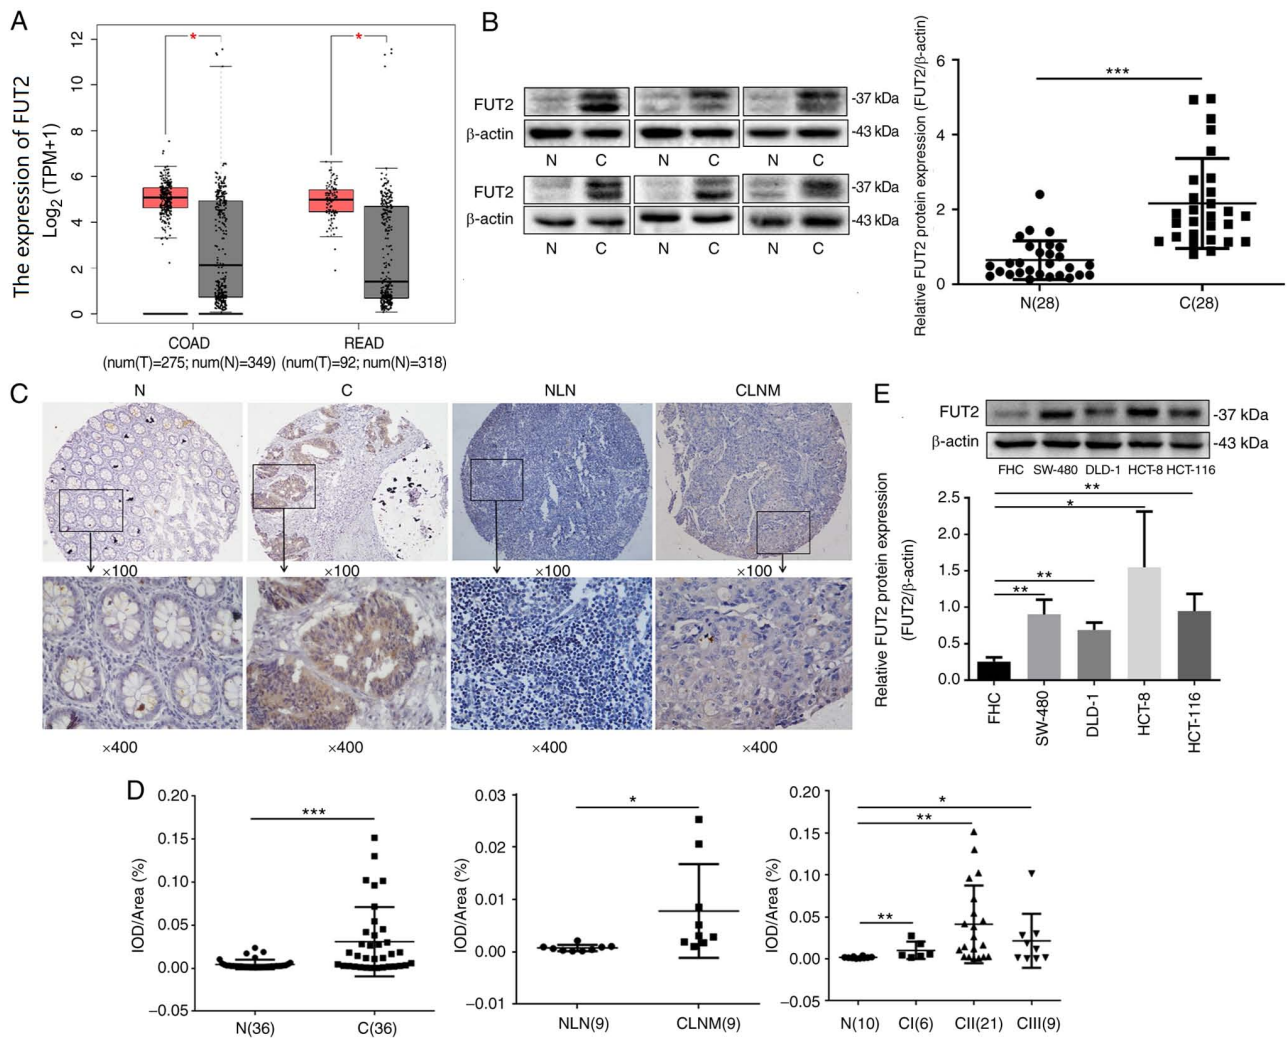 A
The expression of FUT2
Log2 (TPM+1)
12
10
8
6
4
2
0
*
*
COAD
(num(T)=275; num(N)=349)
READ
(num(T)=92; num(N)=318)
B
FUT2
-37 kDa
β-actin
-43 kDa
N C N C N C
FUT2
-37 kDa
β-actin
-43 kDa
N C N C N C
Relative FUT2 protein expression (FUT2/β-actin)
6
4
2
0
***
N(28)
C(28)
C
N
C
NLN
CLNM
×100
×100
×100
×100
×400
×400
×400
×400
E
FUT2
-37 kDa
β-actin
-43 kDa
FHC SW-480 DLD-1 HCT-8 HCT-116
Relative FUT2 protein expression
(FUT2/β-actin)
2.5
2.0
1.5
1.0
0.5
0.0
**
*
**
**
FHC
SW-480
DLD-1
HCT-8
HCT-116
D
IOD/Area (%)
0.20
0.15
0.10
0.05
0.00
−0.05
***
N(36)
C(36)
IOD/Area (%)
0.03
0.02
0.01
0.00
−0.01
*
NLN(9)
CLNM(9)
IOD/Area (%)
0.20
0.15
0.10
0.05
0.00
−0.05
*
**
**
N(10)
CI(6)
CII(21)
CIII(9)